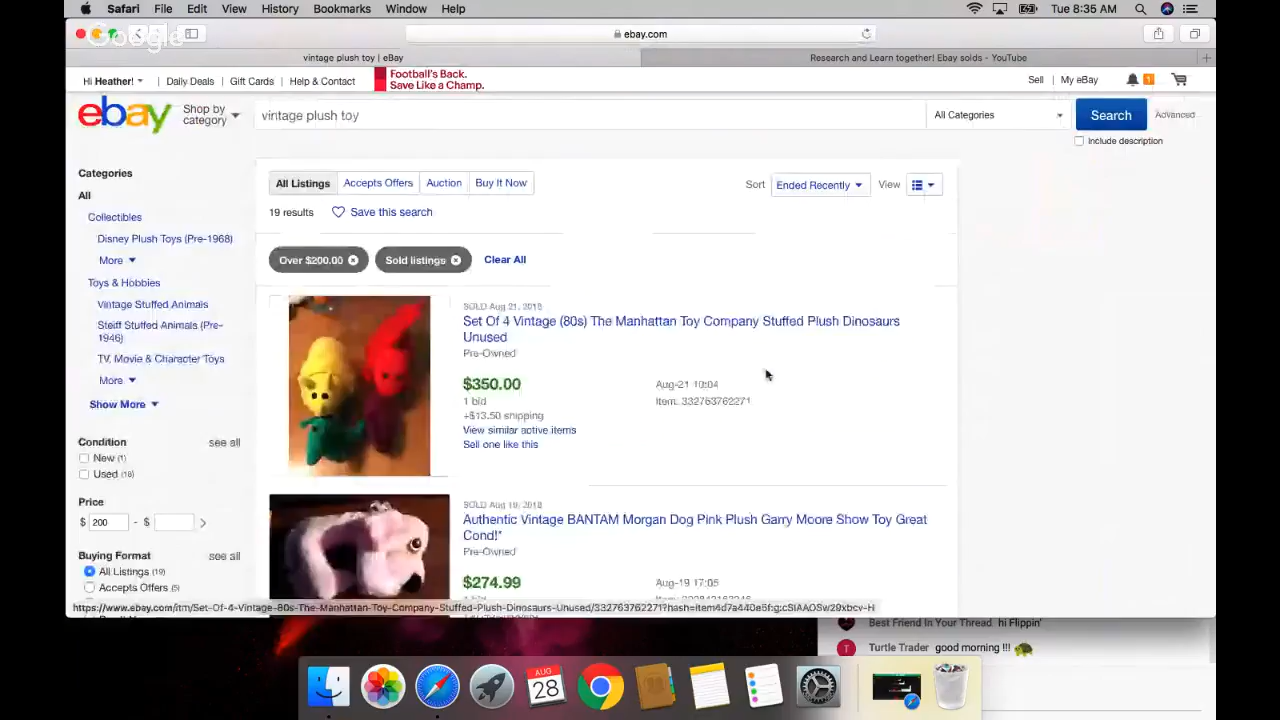 Safari File Edit View History Bookmarks Window Help Tue 8:35 AM
Google
ebay.com
vintage plush toy | eBay Research and Learn together! Ebay solds - YouTube
Hi Heather! Daily Deals Gift Cards Help & Contact Football's Back. Save Like a Champ. Sell My eBay 1
ebay Shop by category vintage plush toy All Categories Search Advanced
Include description
Categories
All
Collectibles
Disney Plush Toys (Pre-1968)
More
Toys & Hobbies
Vintage Stuffed Animals
Steiff Stuffed Animals (Pre-
1946)
TV, Movie & Character Toys
More
Show More
Condition see all
New (1)
Used (18)
Price
$ 200 - $
Buying Format see all
All Listings (19)
Accepts Offers (5)
All Listings Accepts Offers Auction Buy It Now Sort Ended Recently View
19 results Save this search
Over $200.00 Sold listings Clear All
SOLD Aug 21, 2018
Set Of 4 Vintage (80s) The Manhattan Toy Company Stuffed Plush Dinosaurs
Unused
Pre-Owned
$350.00 Aug-21 10:04
1 bid Item: 332763762271
+$13.50 shipping
View similar active items
Sell one like this
SOLD Aug 19, 2018
Authentic Vintage BANTAM Morgan Dog Pink Plush Garry Moore Show Toy Great
Cond!*
Pre-Owned
$274.99 Aug-19 17:05
Best Friend In Your Thread. hi Flippin'
T Turtle Trader good morning !!!
AUG
28